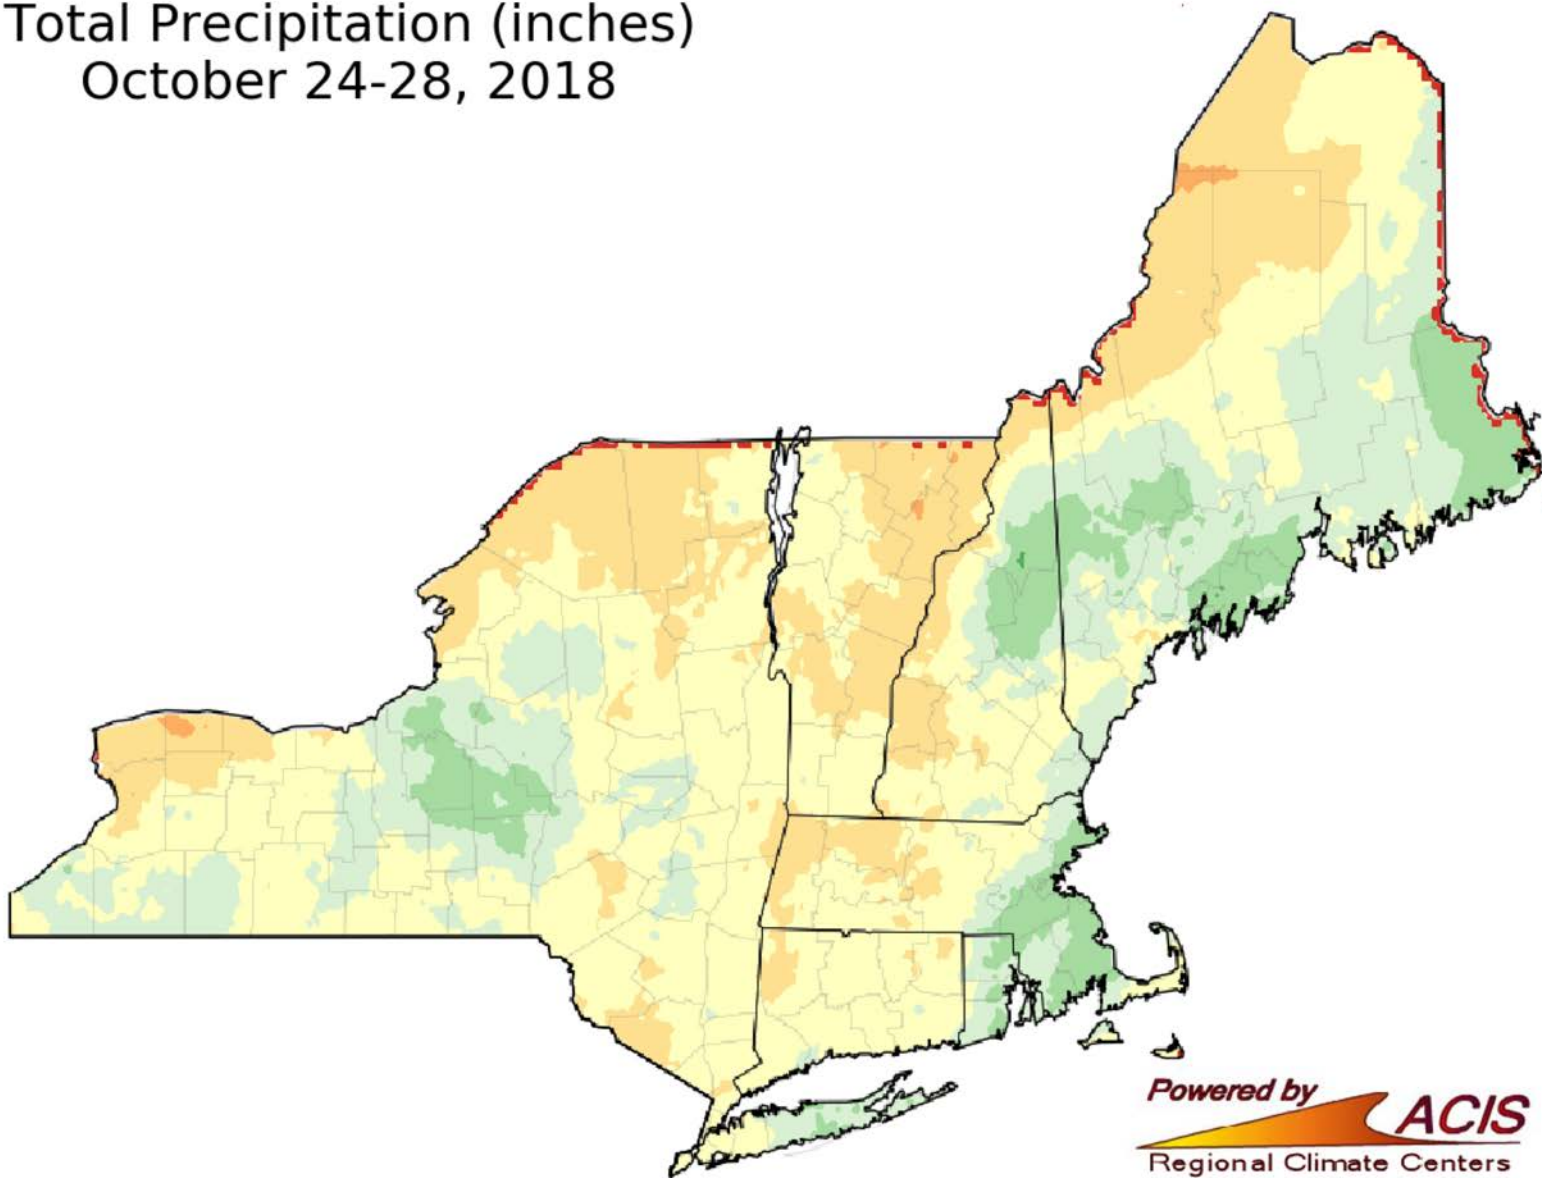 Total Precipitation (inches)
October 24-28, 2018
Powered by
ACIS
Regional Climate Centers